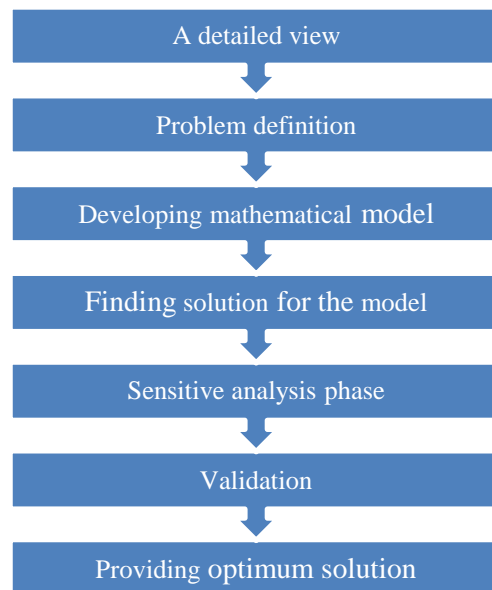 A detailed view
Problem definition
Developing mathematical model
Finding solution for the model
Sensitive analysis phase
Validation
Providing optimum solution